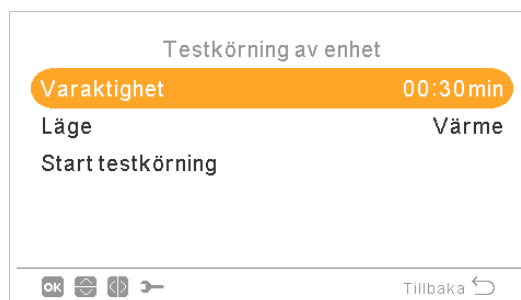 Testkörning av enhet
Varaktighet 00:30min
Läge Värme
Start testkörning
OK Tillbaka